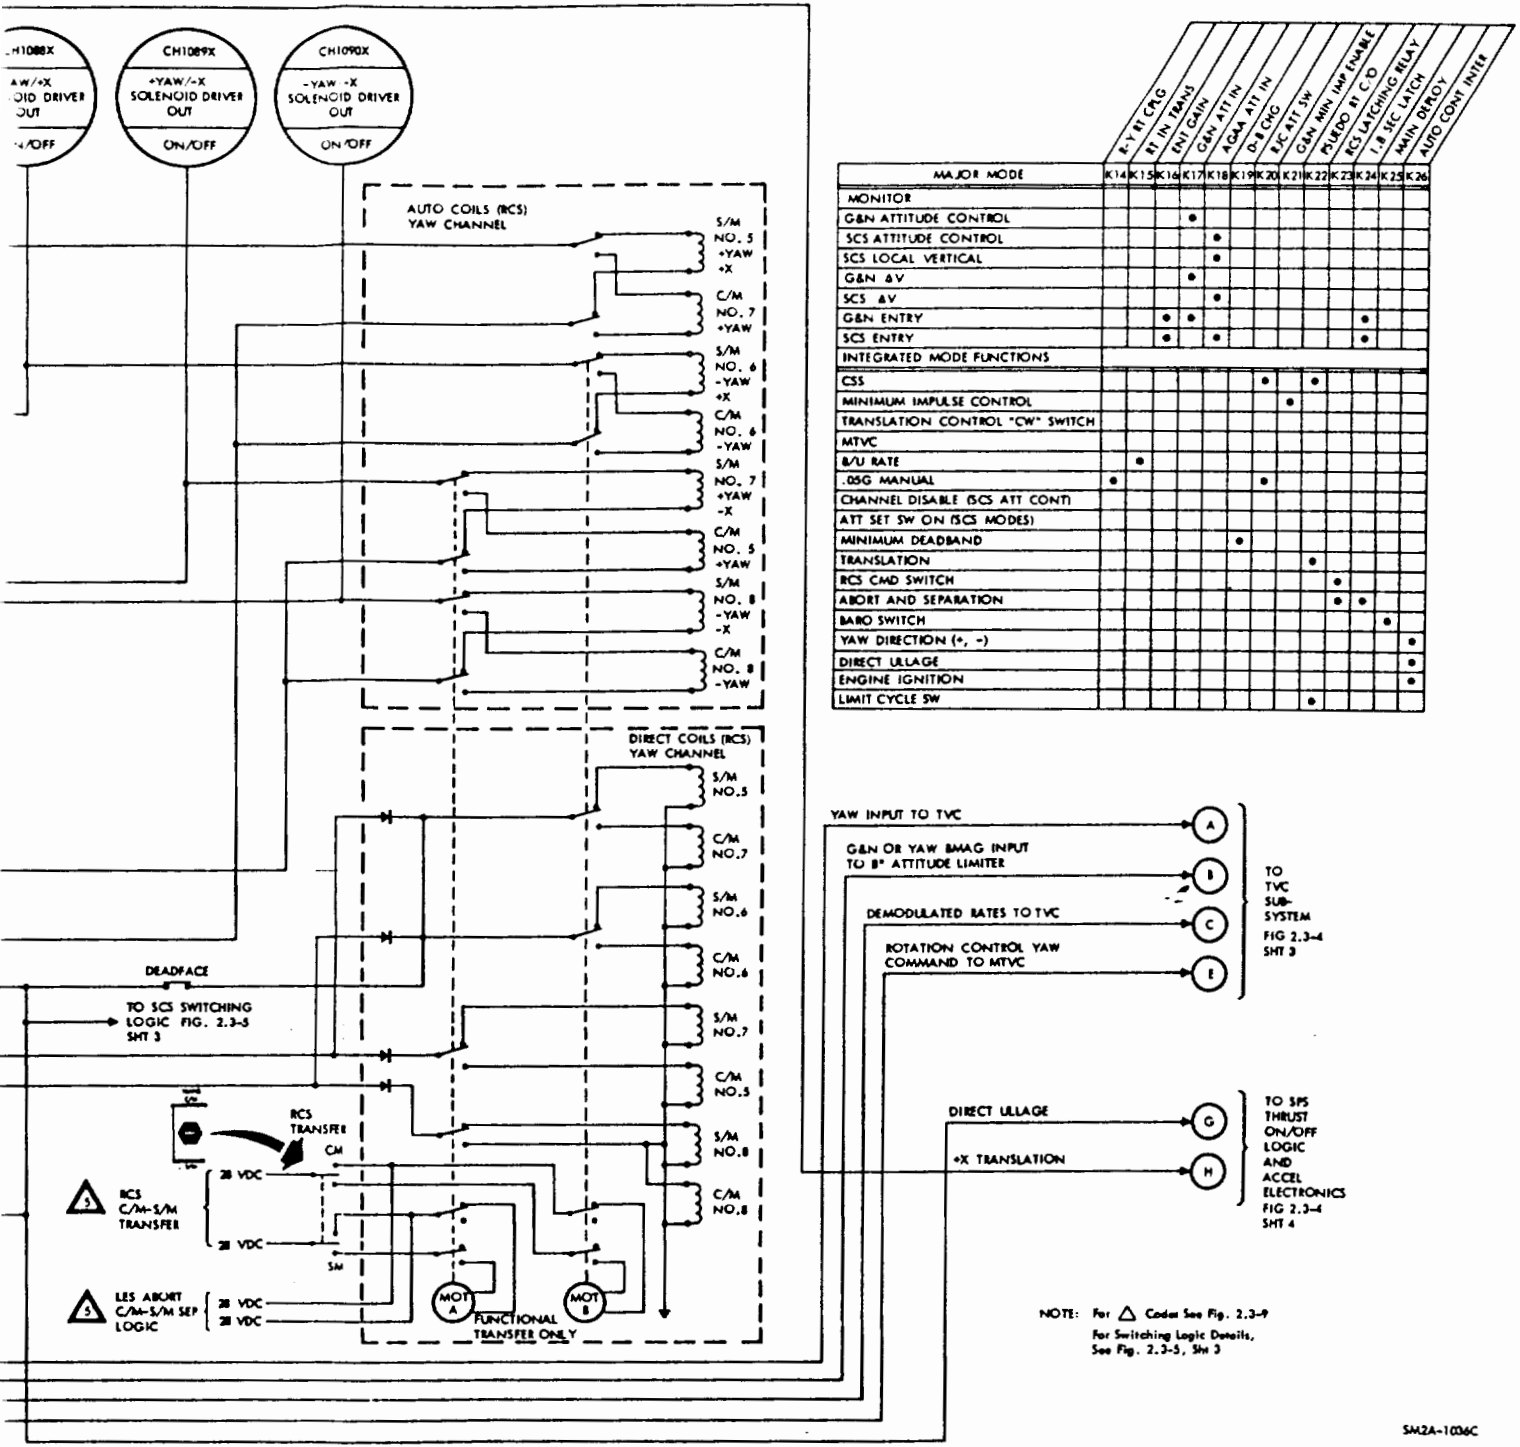 CH1088X
AW/+X
OID DRIVER
OUT
/OFF
CH1089X
+YAW/-X
SOLENOID DRIVER
OUT
ON/OFF
CH1090X
-YAW -X
SOLENOID DRIVER
OUT
ON/OFF
AUTO COILS (RCS)
YAW CHANNEL
S/M
NO. 5
+YAW
+X
C/M
NO. 7
+YAW
S/M
NO. 6
-YAW
+X
C/M
NO. 6
-YAW
S/M
NO. 7
+YAW
-X
C/M
NO. 5
+YAW
S/M
NO. 8
-YAW
-X
C/M
NO. 8
-YAW
DIRECT COILS (RCS)
YAW CHANNEL
S/M
NO.5
C/M
NO.7
S/M
NO.6
C/M
NO.6
S/M
NO.7
C/M
NO.5
S/M
NO.8
C/M
NO.8
DEADFACE
TO SCS SWITCHING
LOGIC FIG. 2.3-5
SHT 3
RCS
TRANSFER
CM
28 VDC
5
RCS
C/M-S/M
TRANSFER
28 VDC
SM
5
LES ABORT
C/M-S/M SEP
LOGIC
28 VDC
28 VDC
MOT
A
MOT
B
FUNCTIONAL
TRANSFER ONLY
R-Y RT CPLG
RT IN TRANS
ENT GAIN
G&N ATT IN
AGAA ATT IN
D-B CHG
R/C ATT SW
G&N MIN IMP ENABLE
PSUEDO RT C/O
RCS LATCHING RELAY
1.8 SEC LATCH
MAIN DEPLOY
AUTO CONT INTER
MAJOR MODE K14 K15 K16 K17 K18 K19 K20 K21 K22 K23 K24 K25 K26
MONITOR
G&N ATTITUDE CONTROL •
SCS ATTITUDE CONTROL •
SCS LOCAL VERTICAL •
G&N ΔV •
SCS ΔV •
G&N ENTRY • • •
SCS ENTRY • • •
INTEGRATED MODE FUNCTIONS
CSS • •
MINIMUM IMPULSE CONTROL •
TRANSLATION CONTROL "CW" SWITCH
MTVC
B/U RATE •
.05G MANUAL • •
CHANNEL DISABLE (SCS ATT CONT)
ATT SET SW ON (SCS MODES)
MINIMUM DEADBAND •
TRANSLATION •
RCS CMD SWITCH •
ABORT AND SEPARATION • •
BARO SWITCH •
YAW DIRECTION (+, -) •
DIRECT ULLAGE •
ENGINE IGNITION •
LIMIT CYCLE SW •
YAW INPUT TO TVC
A
G&N OR YAW BMAG INPUT
TO 8° ATTITUDE LIMITER
B
DEMODULATED RATES TO TVC
C
ROTATION CONTROL YAW
COMMAND TO MTVC
E
TO
TVC
SUB-
SYSTEM
FIG 2.3-4
SHT 3
DIRECT ULLAGE
G
+X TRANSLATION
H
TO SPS
THRUST
ON/OFF
LOGIC
AND
ACCEL
ELECTRONICS
FIG 2.3-4
SHT 4
NOTE: For △ Codes See Fig. 2.3-9
For Switching Logic Details,
See Fig. 2.3-5, Sht 3
SM2A-1036C